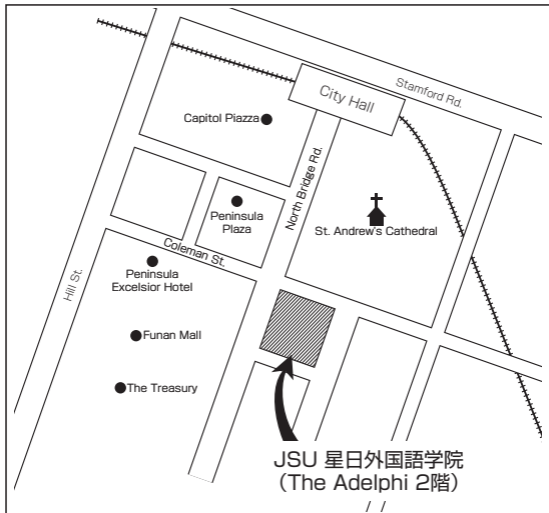 Stamford Rd.
City Hall
Capitol Piazza
North Bridge Rd.
Peninsula
Plaza
St. Andrew's Cathedral
Coleman St.
Peninsula
Excelsior Hotel
Hill St.
Funan Mall
The Treasury
JSU 星日外国語学院
（The Adelphi 2階）